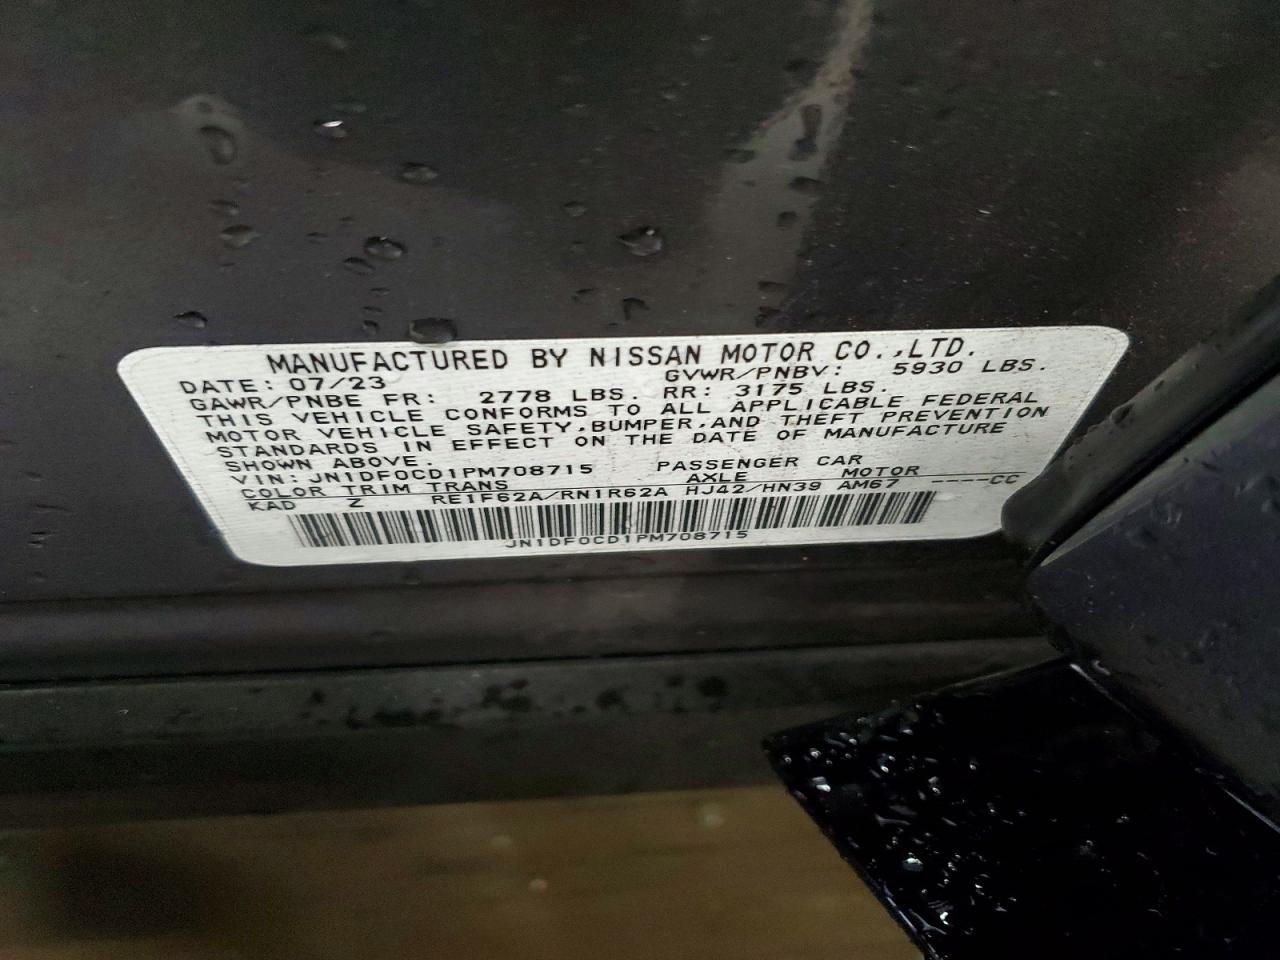 MANUFACTURED BY NISSAN MOTOR CO.,LTD.
DATE: 07/23 GVWR/PNBV: 5930 LBS.
GAWR/PNBE FR: 2778 LBS. RR: 3175 LBS.
THIS VEHICLE CONFORMS TO ALL APPLICABLE FEDERAL
MOTOR VEHICLE SAFETY,BUMPER,AND THEFT PREVENTION
STANDARDS IN EFFECT ON THE DATE OF MANUFACTURE
SHOWN ABOVE.
VIN: JN1DF0CD1PM708715 PASSENGER CAR
COLOR TRIM TRANS AXLE MOTOR
KAD Z RE1F62A/RN1R62A HJ42/HN39 AM67 ----CC
JN1DF0CD1PM708715